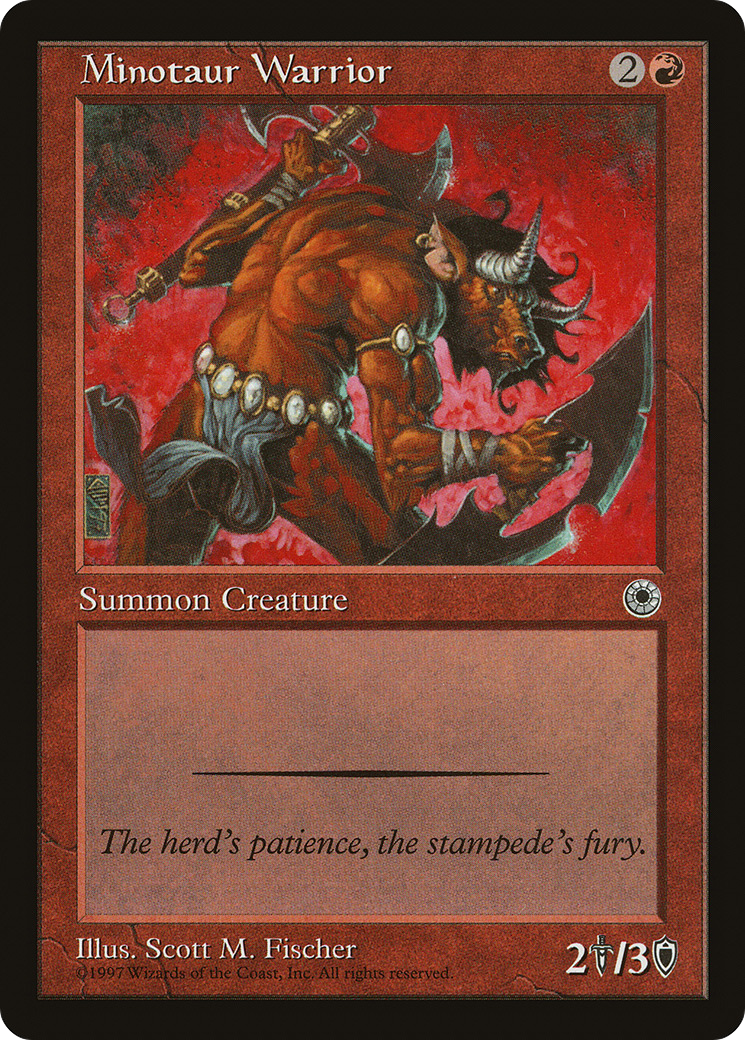 Minotaur Warrior 2
Summon Creature
The herd's patience, the stampede's fury.
Illus. Scott M. Fischer
©1997 Wizards of the Coast, Inc. All rights reserved.
2/3